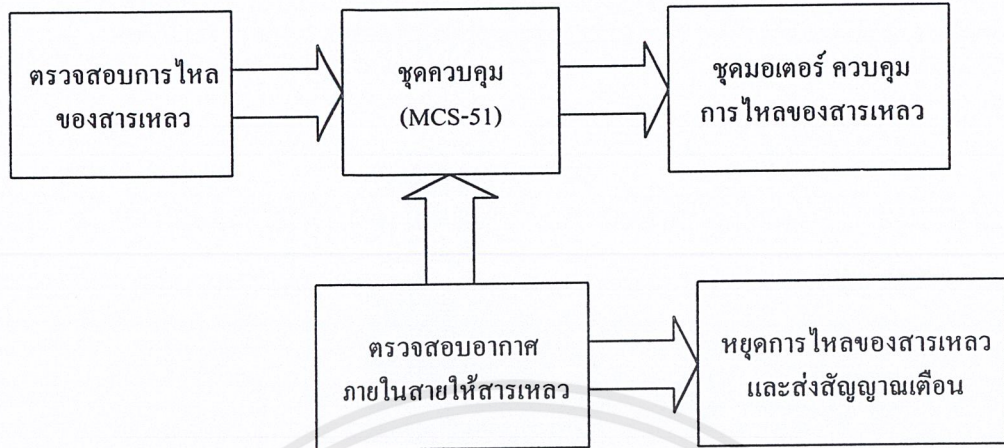 ตรวจสอบการไหล
ของสารเหลว
ชุดควบคุม
(MCS-51)
ชุดมอเตอร์ ควบคุม
การไหลของสารเหลว
ตรวจสอบอากาศ
ภายในสายให้สารเหลว
หยุดการไหลของสารเหลว
และส่งสัญญาณเตือน